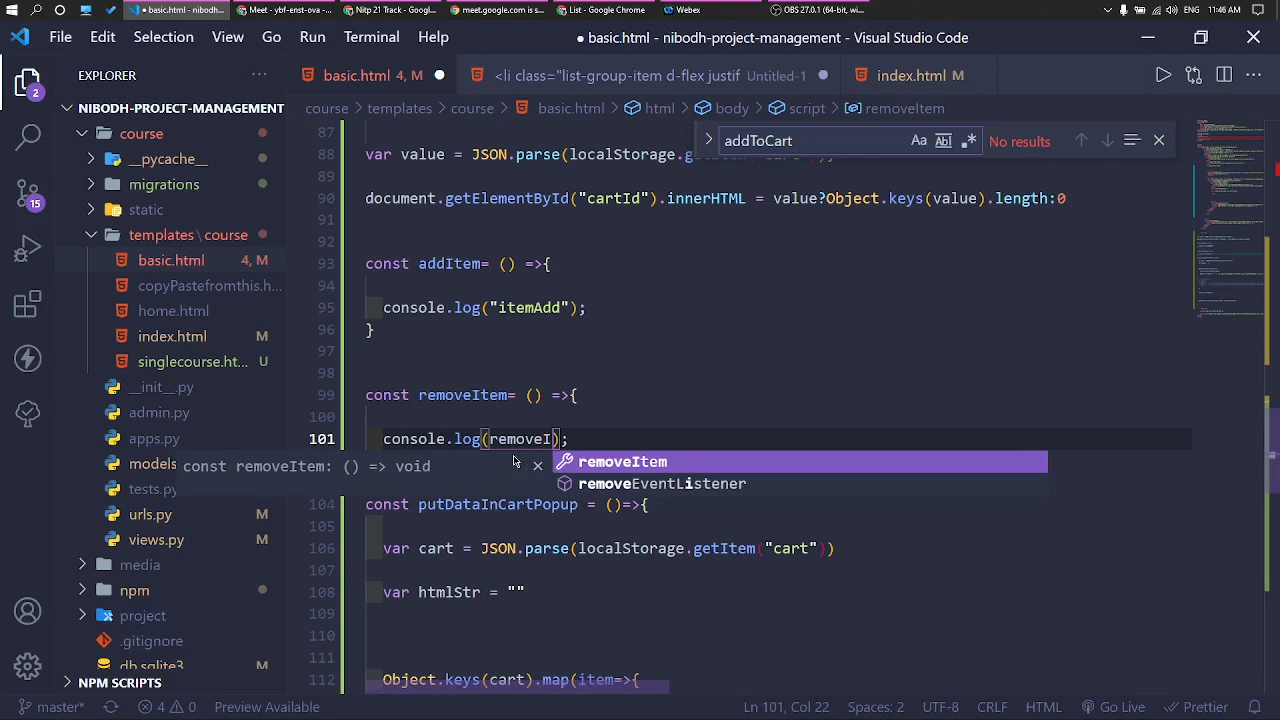 basic.html - nibodh... Meet - ybf-enst-ova ... Nitp 21 Track - Goo... meet.google.com is s... List - Google Chrome Webex OBS 27.0.1 (64-bit, w... 11:46 AM
File Edit Selection View Go Run Terminal Help ● basic.html - nibodh-project-management - Visual Studio Code
EXPLORER
basic.html 4, M
<li class="list-group-item d-flex justif Untitled-1
index.html M
course > templates > course > basic.html > html > body > script > removeItem
addToCart
No results
NIBODH-PROJECT-MANAGEMENT
course
__pycache__
migrations
static
templates \ course
basic.html 4, M
copyPastefromthis.h...
home.html
index.html M
singlecourse.ht... U
__init__.py
admin.py
apps.py
models
tests.py
urls.py M
views.py M
media
npm
project
.gitignore
db.sqlite3
NPM SCRIPTS
87
88 var value = JSON.parse(localStorage.
89
90 document.getElementById("cartId").innerHTML = value?Object.keys(value).length:0
91
92
93 const addItem= () =>{
94
95 console.log("itemAdd");
96 }
97
98
99 const removeItem= () =>{
100
101 console.log(removeI);
const removeItem: () => void
removeItem
removeEventListener
104 const putDataInCartPopup = ()=>{
105
106 var cart = JSON.parse(localStorage.getItem("cart"))
107
108 var htmlStr = ""
109
110
111
112 Object.keys(cart).map(item=>{
2
15
master* 4 0 Preview Available Ln 101, Col 22 Spaces: 2 UTF-8 CRLF HTML Go Live Prettier